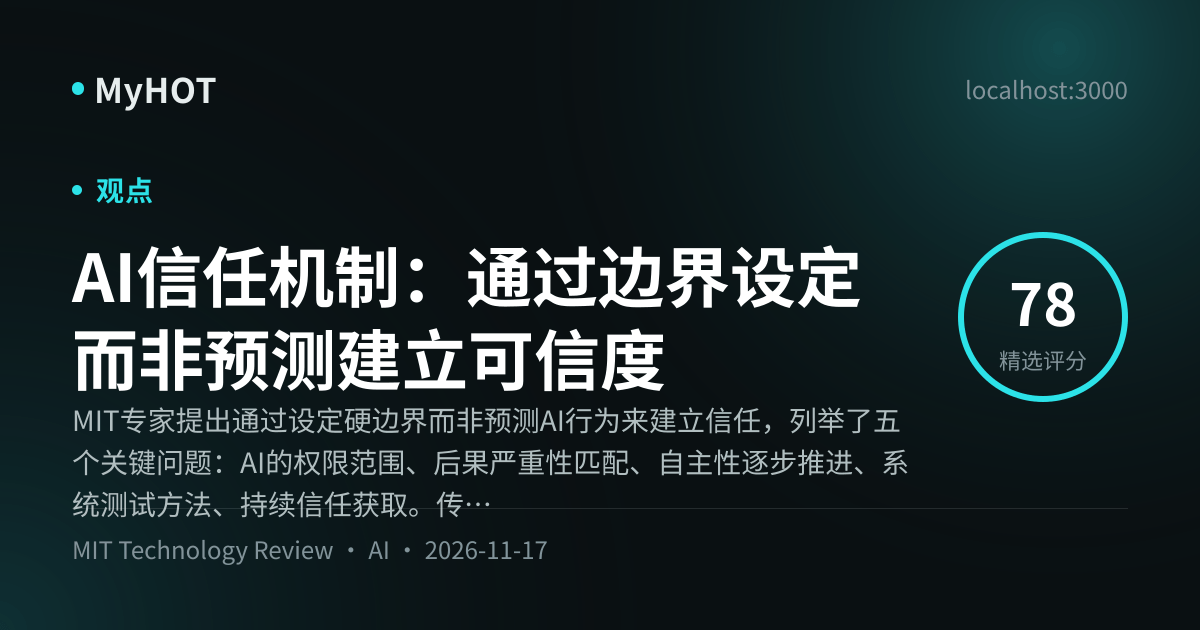 MyHOT
localhost:3000
观点
AI信任机制：通过边界设定
而非预测建立可信度
78
精选评分
MIT专家提出通过设定硬边界而非预测AI行为来建立信任，列举了五
个关键问题：AI的权限范围、后果严重性匹配、自主性逐步推进、系
统测试方法、持续信任获取。传…
MIT Technology Review · AI · 2026-11-17